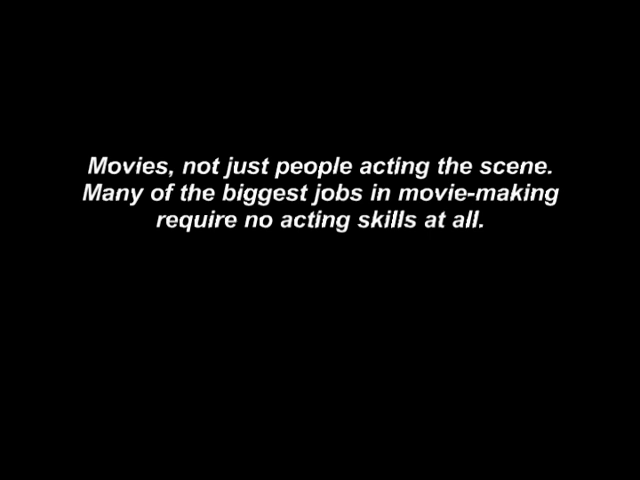 Movies, not just people acting the scene.
Many of the biggest jobs in movie-making
require no acting skills at all.